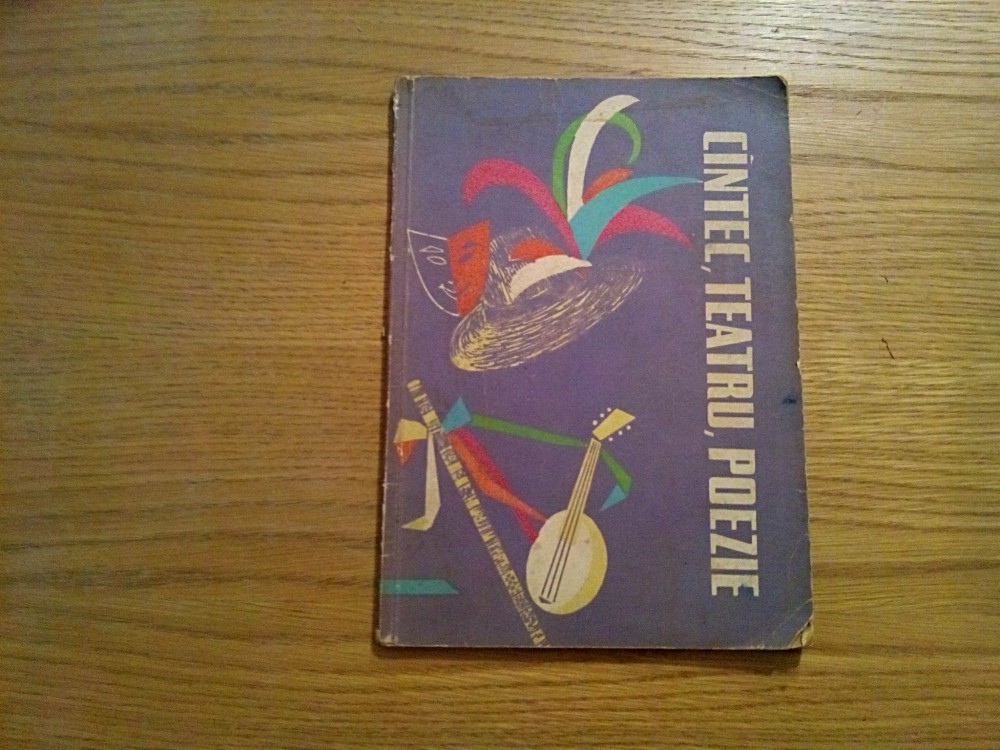 CÎNTEC, TEATRU, POEZIE